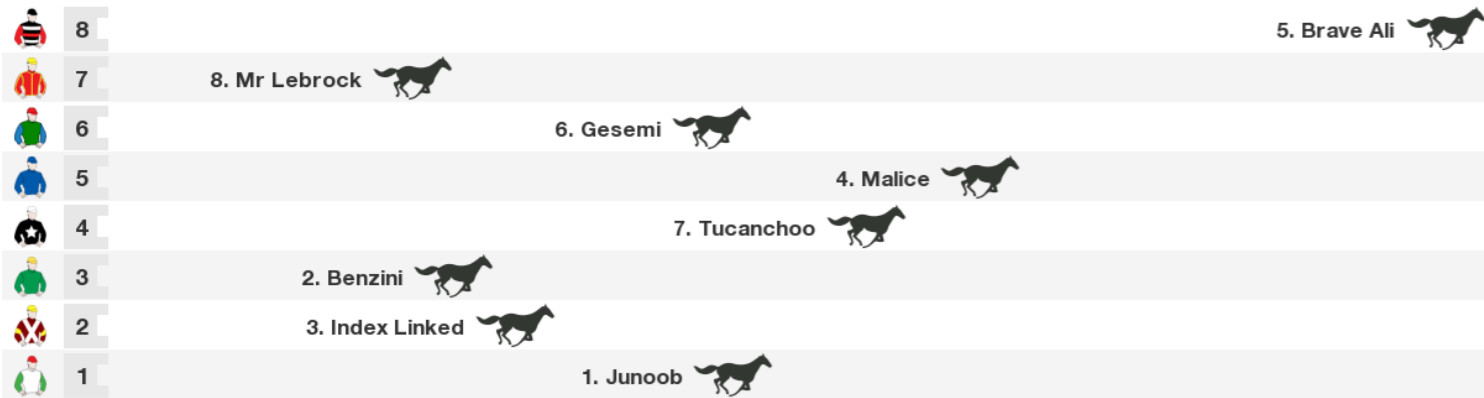 8 5. Brave Ali
7 8. Mr Lebrock
6 6. Gesemi
5 4. Malice
4 7. Tucanchoo
3 2. Benzini
2 3. Index Linked
1 1. Junoob